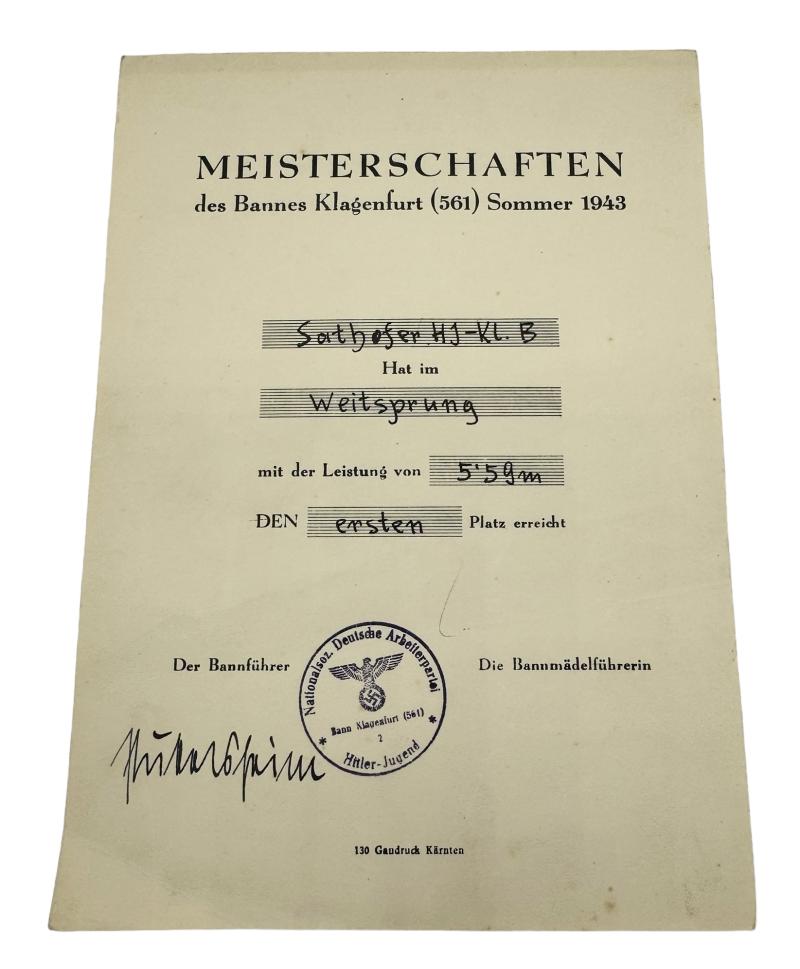 MEISTERSCHAFTEN
des Bannes Klagenfurt (561) Sommer 1943
Sathofer HJ-Kl. B
Hat im
Weitsprung
mit der Leistung von 5'59m
DEN ersten Platz erreicht
Der Bannführer
Die Bannmädelführerin
Nationalsoz. Deutsche Arbeiterpartei
Bann Klagenfurt (561)
2
* Hitler-Jugend *
130 Gaudruck Kärnten